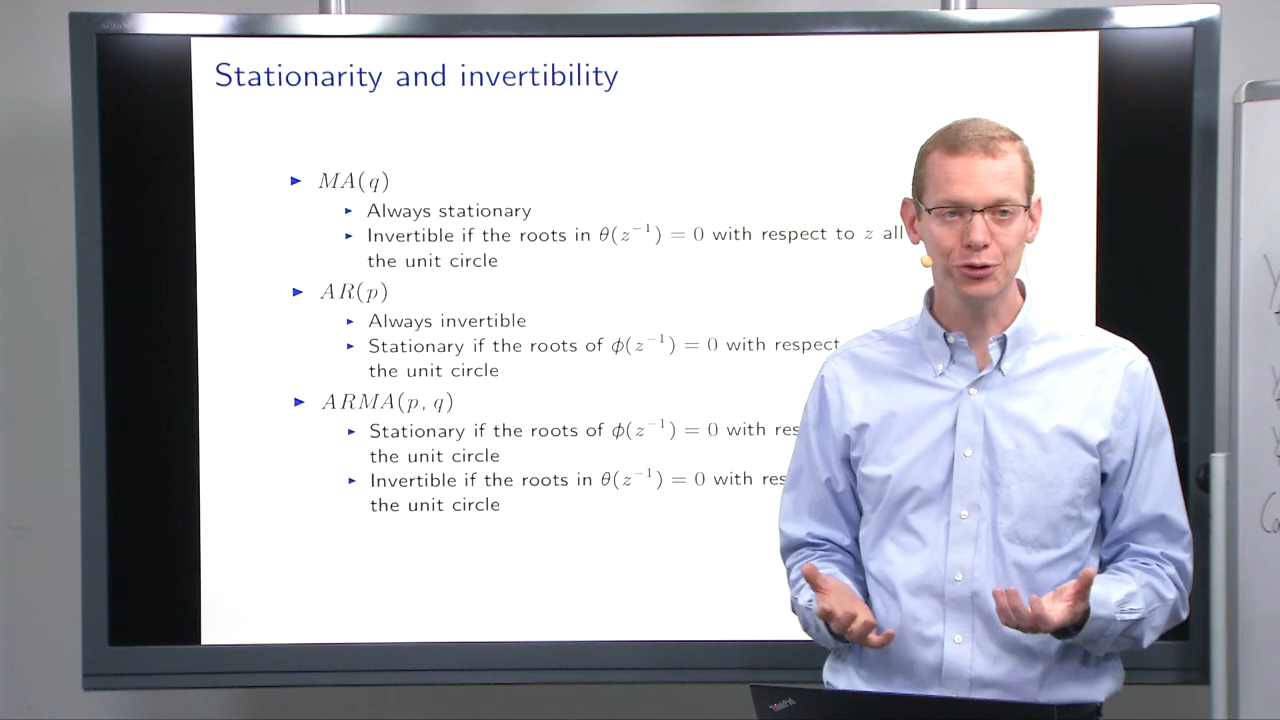 Stationarity and invertibility
MA(q)
Always stationary
Invertible if the roots in θ(z⁻¹) = 0 with respect to z all
the unit circle
AR(p)
Always invertible
Stationary if the roots of ϕ(z⁻¹) = 0 with respect
the unit circle
ARMA(p, q)
Stationary if the roots of ϕ(z⁻¹) = 0 with
the unit circle
Invertible if the roots in θ(z⁻¹) = 0 with
the unit circle
ThinkPad